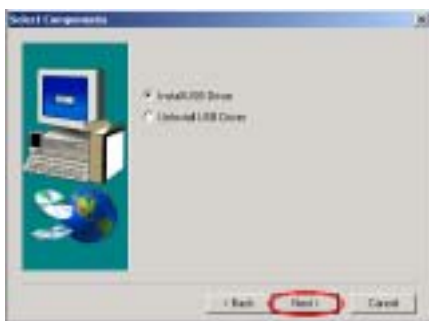 Select Components
Install USB Driver
Uninstall USB Driver
< Back
Next >
Cancel